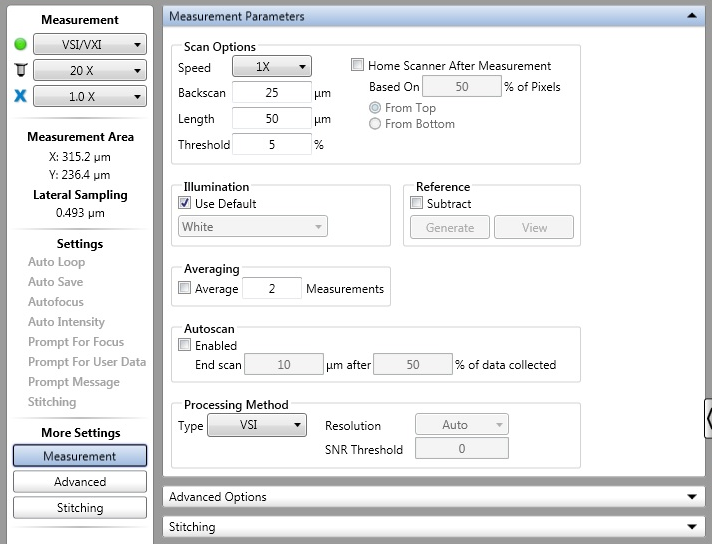 Measurement
VSI/VXI
20 X
1.0 X
Measurement Area
X: 315.2 µm
Y: 236.4 µm
Lateral Sampling
0.493 µm
Settings
Auto Loop
Auto Save
Autofocus
Auto Intensity
Prompt For Focus
Prompt For User Data
Prompt Message
Stitching
More Settings
Measurement
Advanced
Stitching
Measurement Parameters
Scan Options
Speed 1X
Backscan 25 µm
Length 50 µm
Threshold 5 %
Home Scanner After Measurement
Based On 50 % of Pixels
From Top
From Bottom
Illumination
Use Default
White
Reference
Subtract
Generate View
Averaging
Average 2 Measurements
Autoscan
Enabled
End scan 10 µm after 50 % of data collected
Processing Method
Type VSI Resolution Auto
SNR Threshold 0
Advanced Options
Stitching